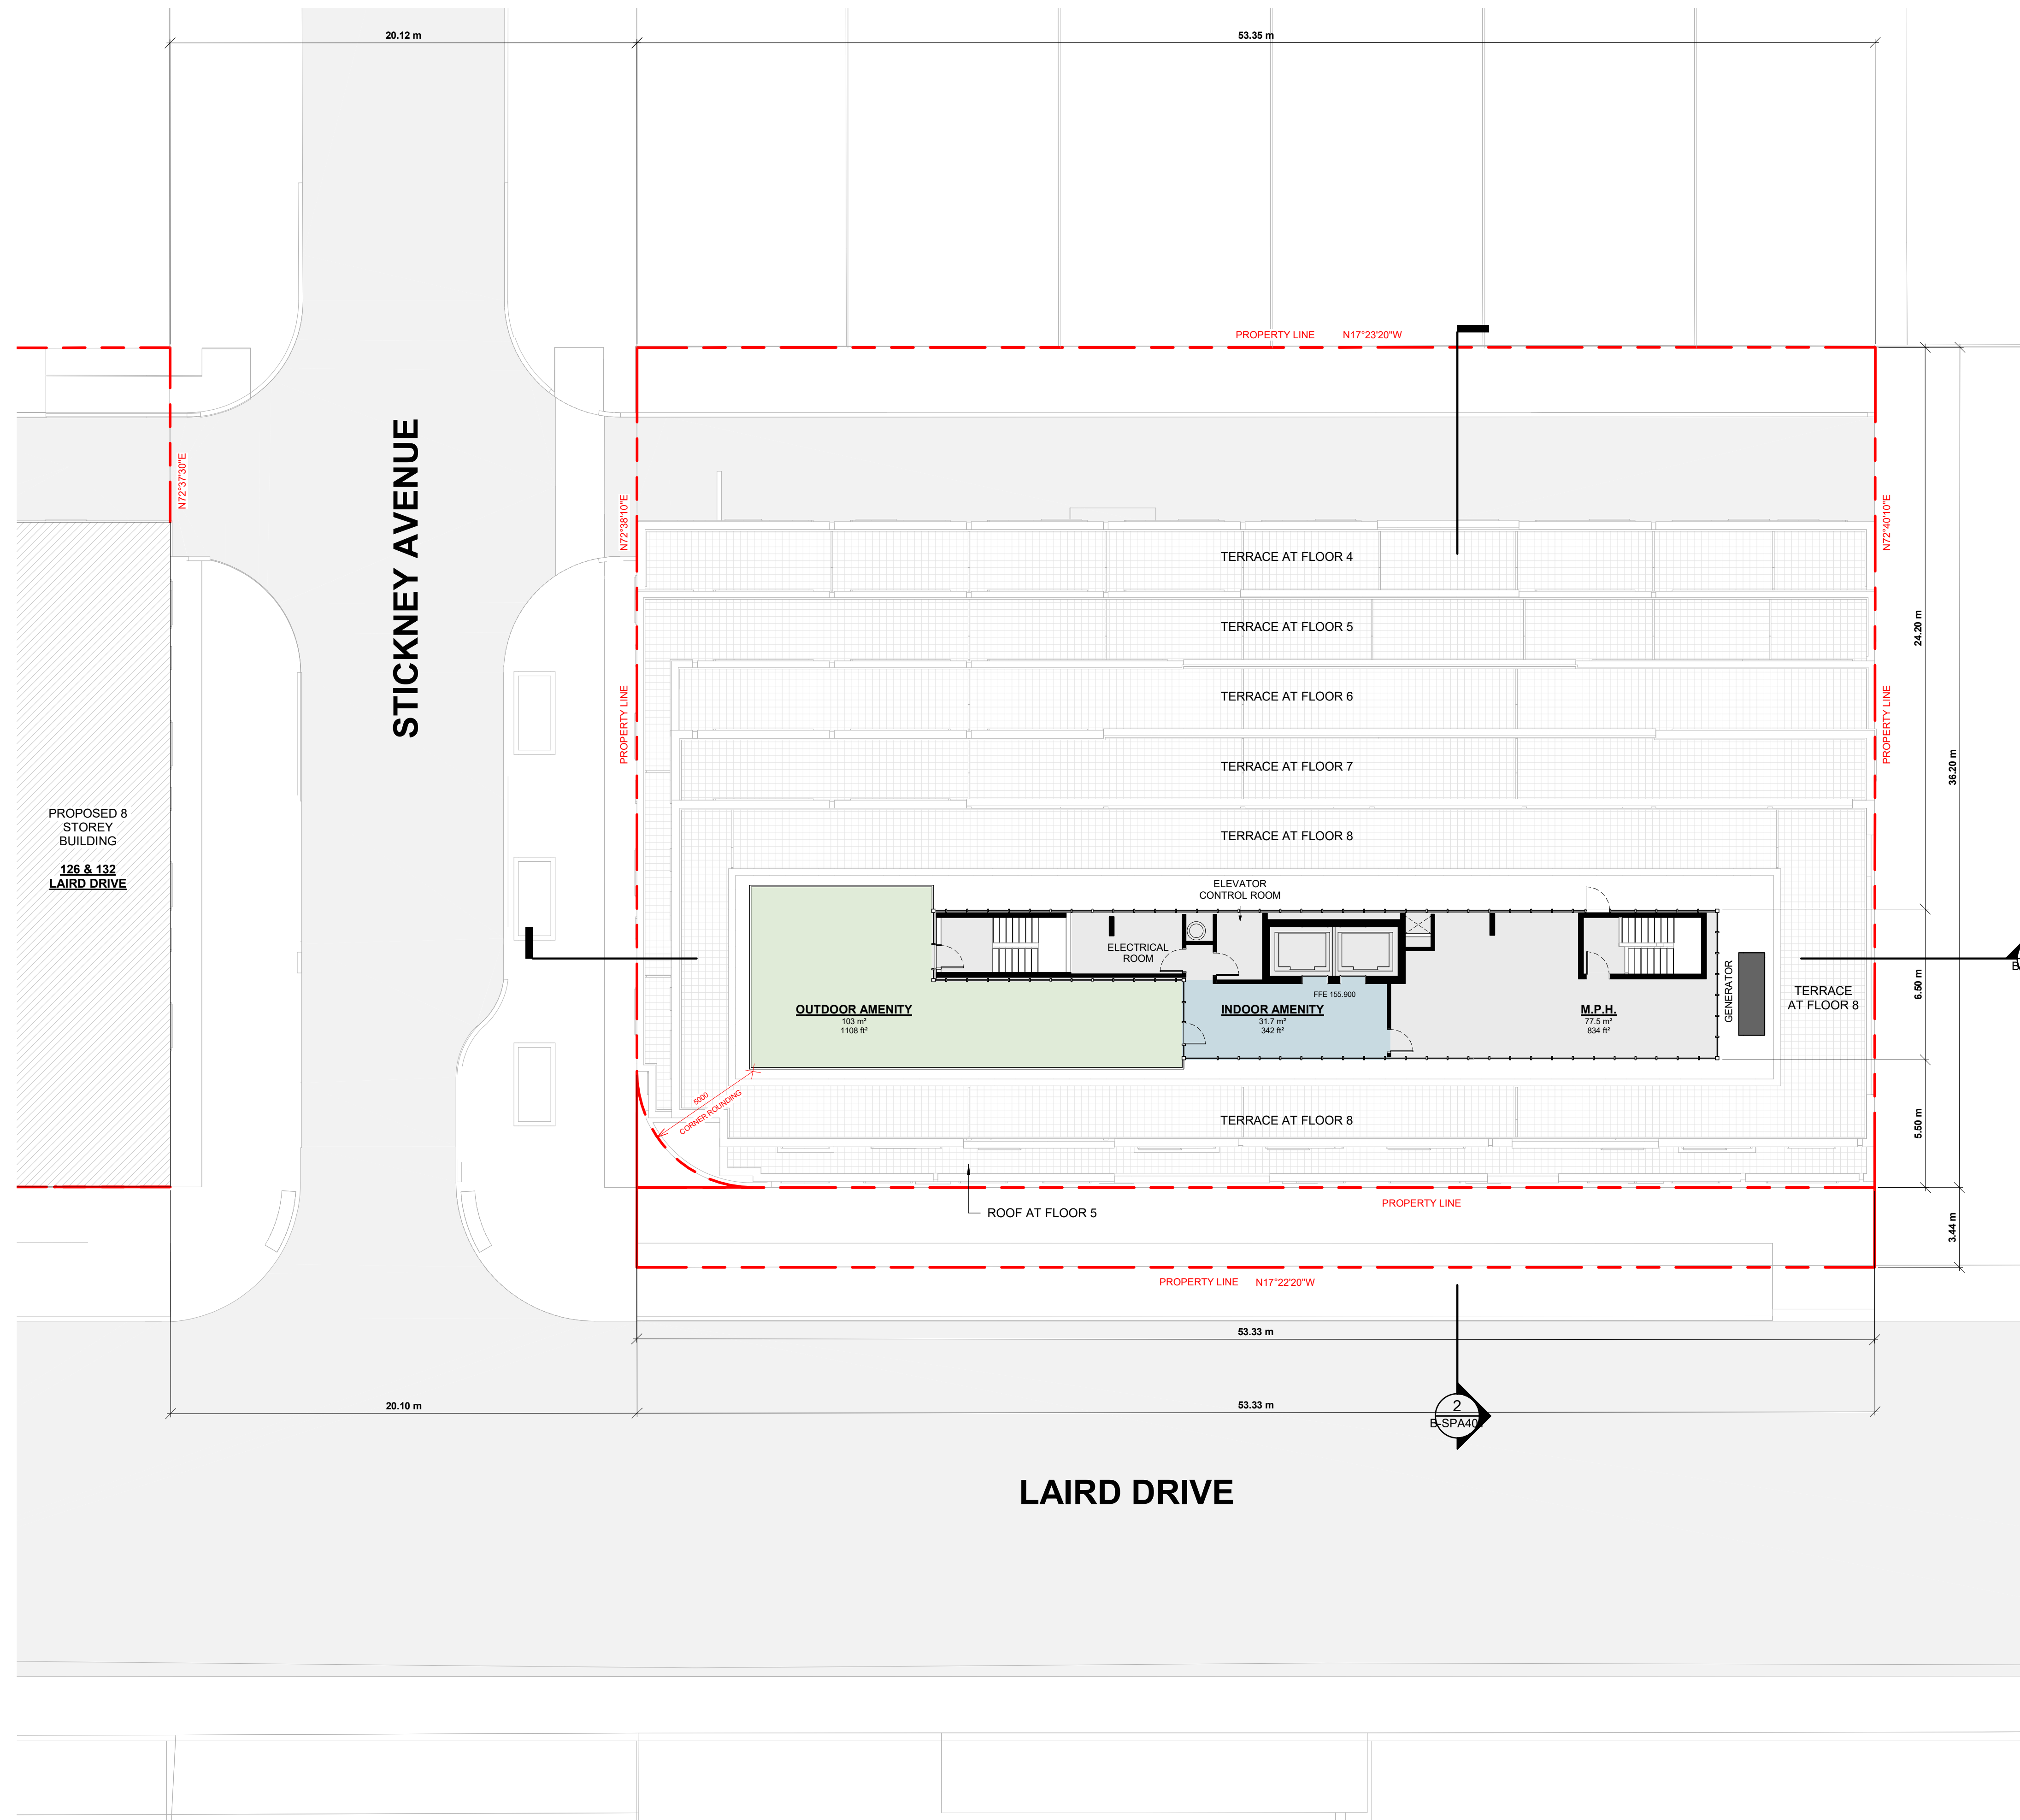 20.12 m
53.35 m
PROPERTY LINE N17°23'20"W
STICKNEY AVENUE
N72°37'30"E
N72°38'10"E
N72°40'10"E
PROPERTY LINE
PROPERTY LINE
TERRACE AT FLOOR 4
TERRACE AT FLOOR 5
TERRACE AT FLOOR 6
TERRACE AT FLOOR 7
TERRACE AT FLOOR 8
24.20 m
36.20 m
PROPOSED 8
STOREY
BUILDING
126 & 132
LAIRD DRIVE
ELEVATOR
CONTROL ROOM
ELECTRICAL
ROOM
OUTDOOR AMENITY
103 m²
1108 ft²
FFE 155.900
INDOOR AMENITY
31.7 m²
342 ft²
M.P.H.
77.5 m²
834 ft²
GENERATOR
TERRACE
AT FLOOR 8
6.50 m
5000
CORNER ROUNDING
TERRACE AT FLOOR 8
5.50 m
ROOF AT FLOOR 5
PROPERTY LINE
3.44 m
PROPERTY LINE N17°22'20"W
53.33 m
20.10 m
53.33 m
2
B-SPA40
LAIRD DRIVE